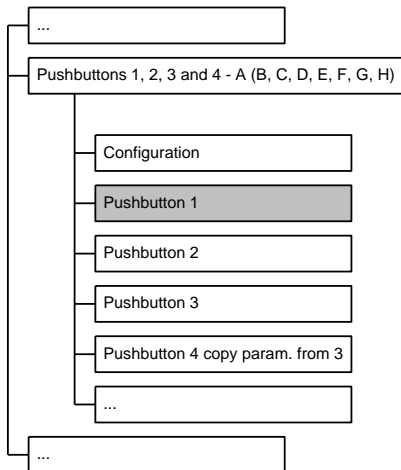 ...
Pushbuttons 1, 2, 3 and 4 - A (B, C, D, E, F, G, H)
Configuration
Pushbutton 1
Pushbutton 2
Pushbutton 3
Pushbutton 4 copy param. from 3
...
...